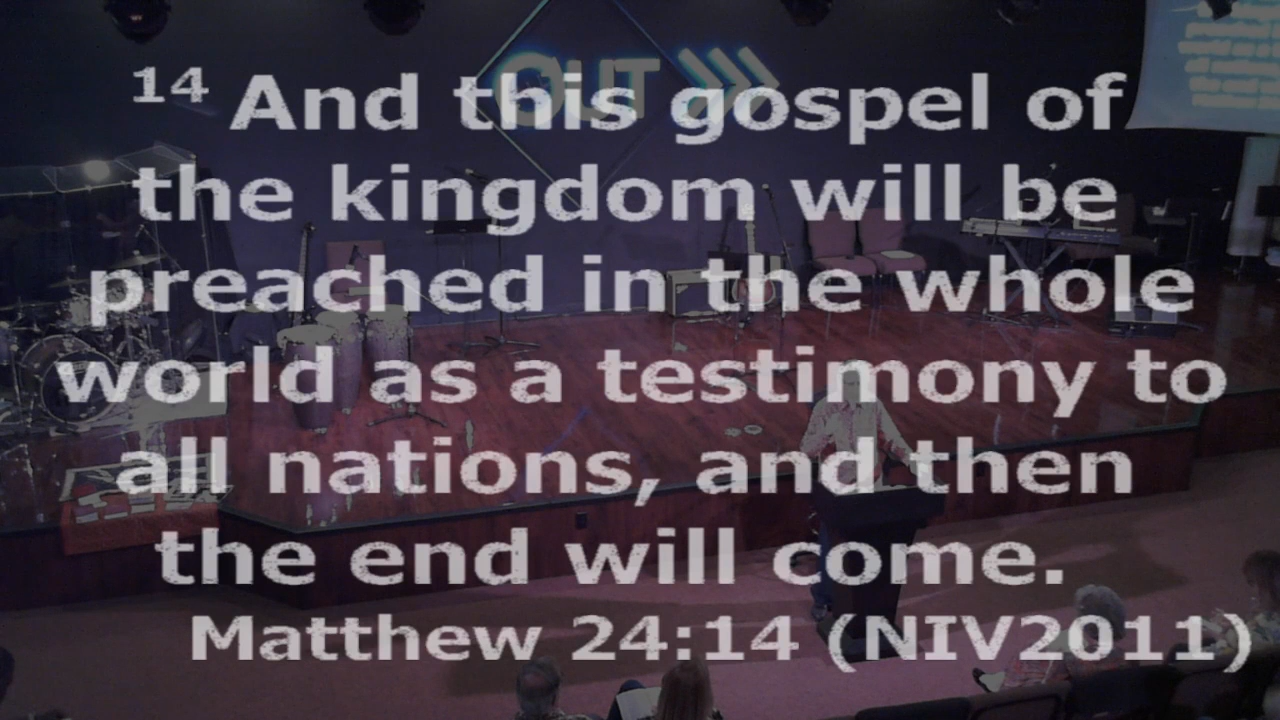 OUT >>>
14 And this gospel of
the kingdom will be
preached in the whole
world as a testimony to
all nations, and then
the end will come.
Matthew 24:14 (NIV2011)